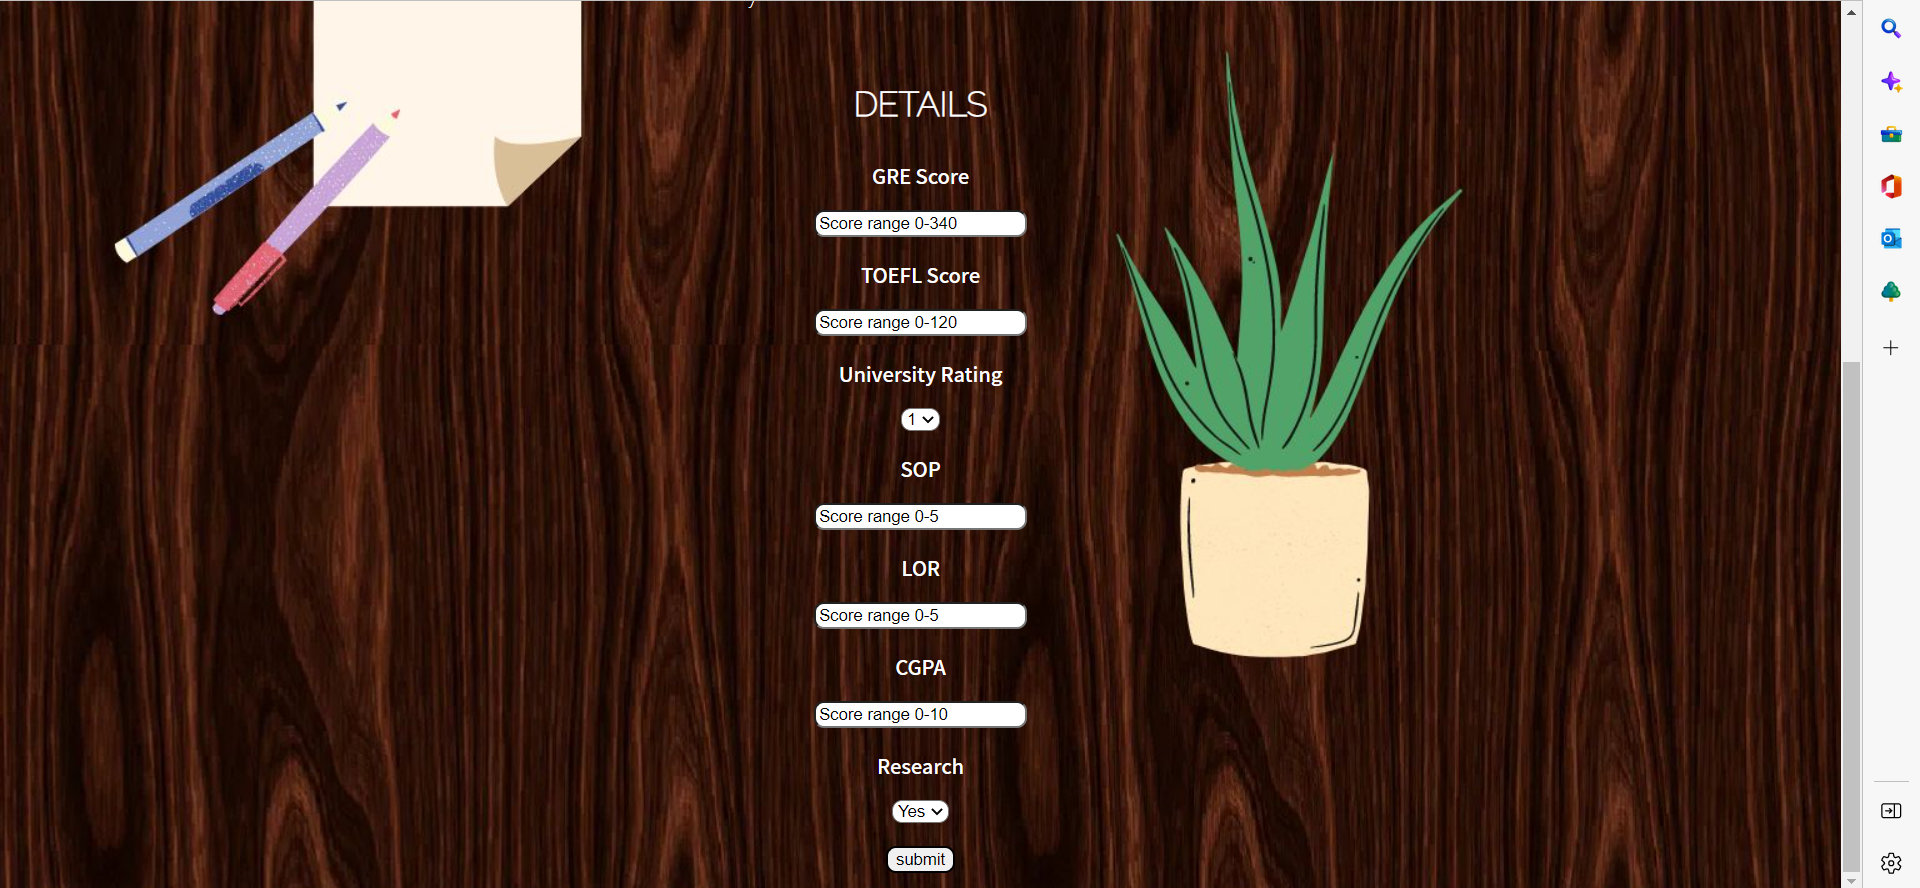 DETAILS
GRE Score
Score range 0-340
TOEFL Score
Score range 0-120
University Rating
1
SOP
Score range 0-5
LOR
Score range 0-5
CGPA
Score range 0-10
Research
Yes
submit